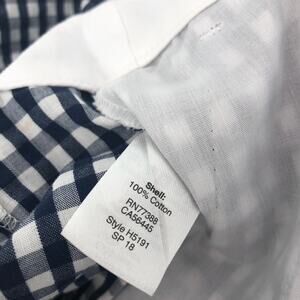 Shell:
100% Cotton
RN77388
CA56445
Style H5191
SP 18